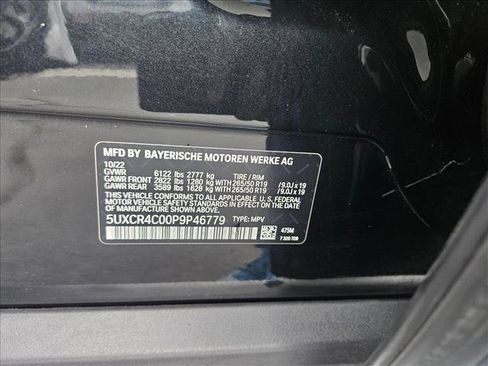 MFD BY BAYERISCHE MOTOREN WERKE AG
10/22
GVWR 6122 lbs 2777 kg TIRE / RIM
GAWR FRONT 2822 lbs 1280 kg WITH 265/50 R19 /9.0J x 19
GAWR REAR 3589 lbs 1628 kg WITH 265/50 R19 /9.0J x 19
THIS VEHICLE CONFORMS TO ALL APPLICABLE U. S. FEDERAL
MOTOR VEHICLE SAFETY AND THEFT PREVENTION STANDARDS
IN EFFECT ON THE DATE OF MANUFACTURE SHOWN ABOVE.
5UXCR4C00P9P46779 TYPE: MPV
475M